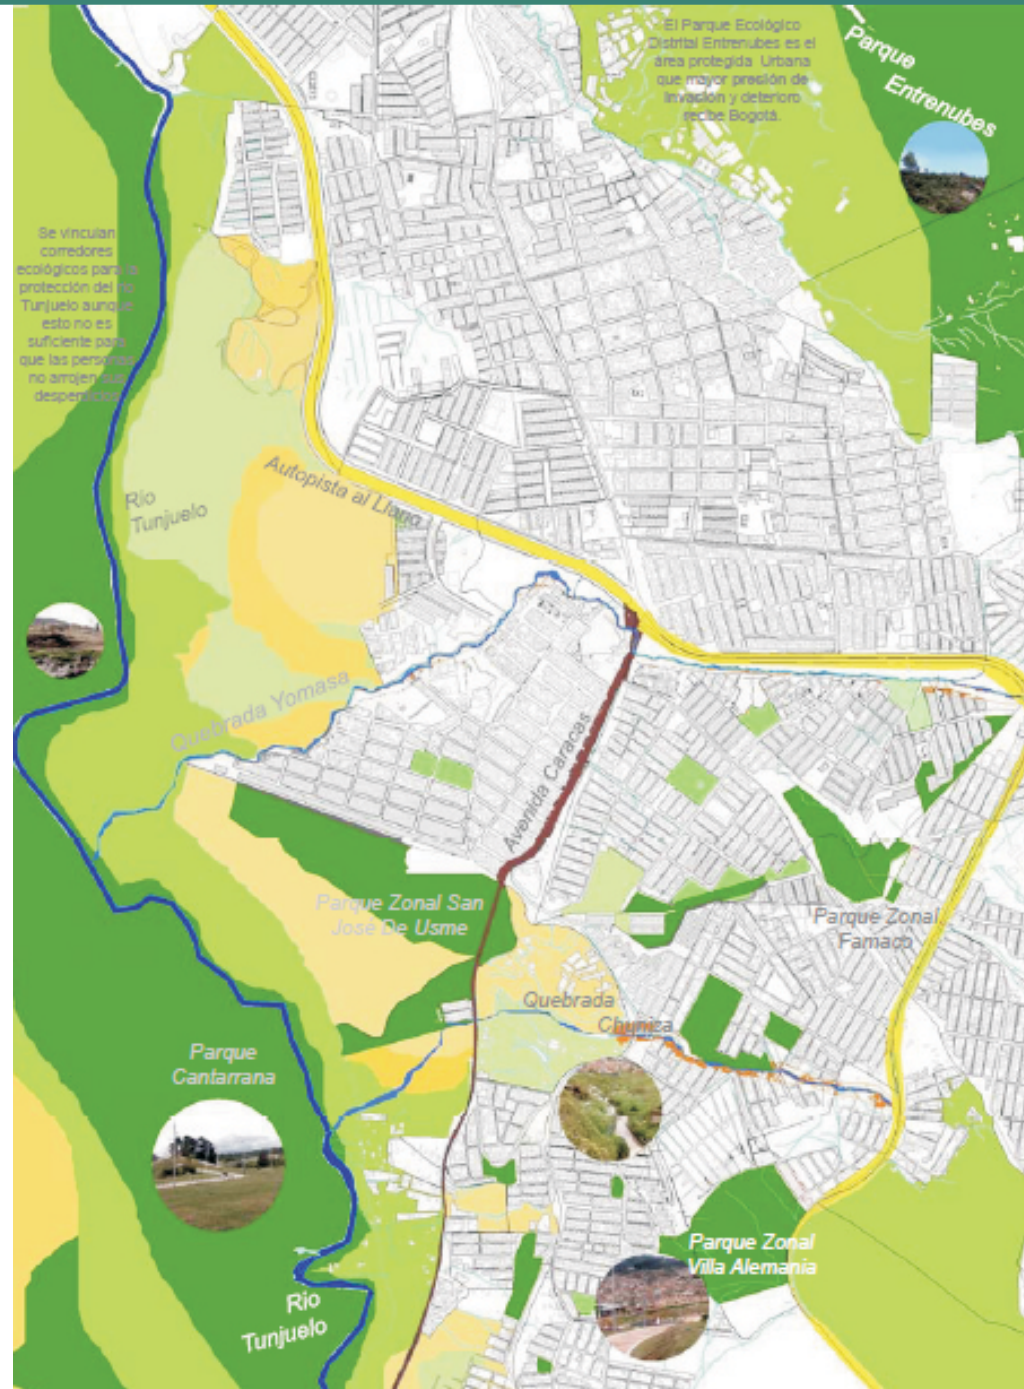 El Parque Ecológico
Distrital Entrenubes es el
área protegida Urbana
que mayor presión de
Invasión y deterioro
recibe Bogotá.
Parque
Entrenubes
Se vinculan
corredores
ecológicos para
protección del
Tunjuelo aunque
esto no es
suficiente para
que las personas
no arrojen
Autopista al Llano
Río
Tunjuelo
Quebrada Yomasa
Avenida Caracas
Parque Zonal San
José De Usme
Parque Zonal
Famaco
Quebrada
Chuniza
Parque
Cantarrana
Parque Zonal
Villa Alemania
Río
Tunjuelo